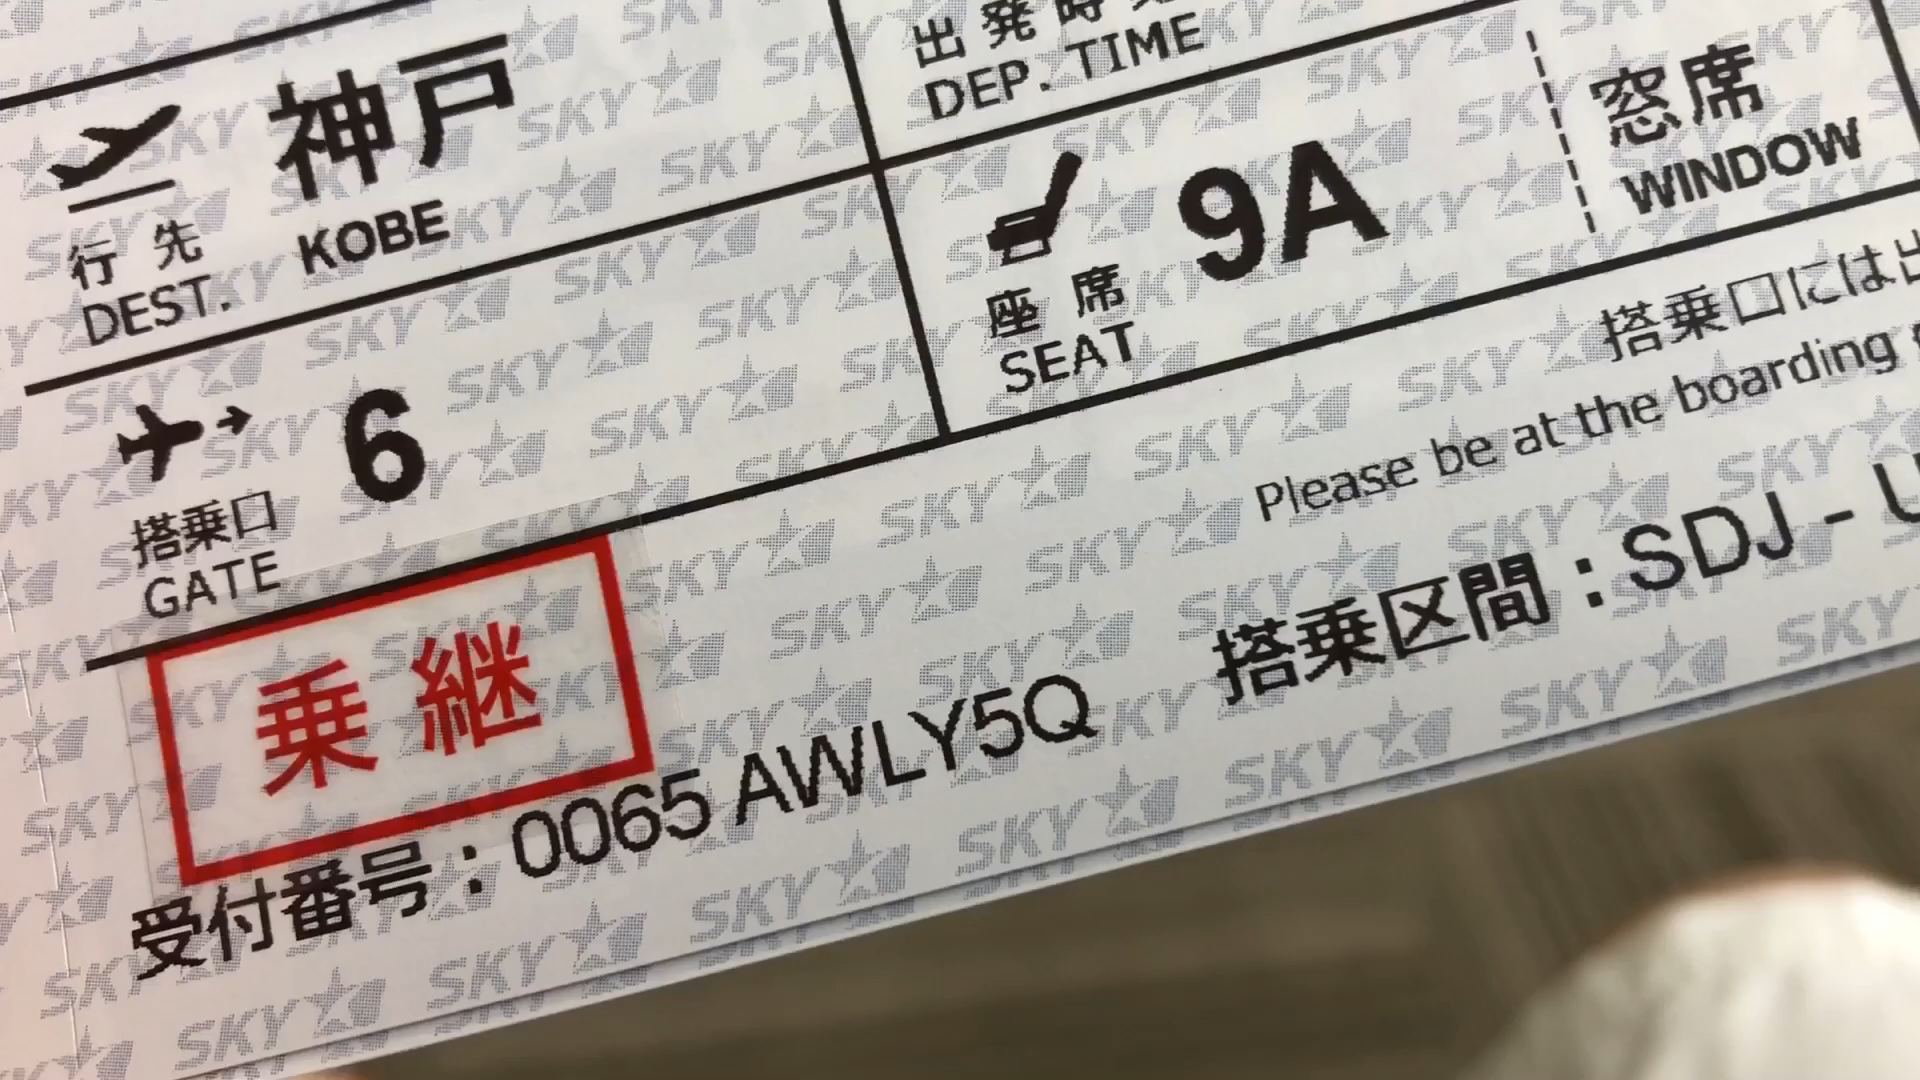 神戸
KOBE
行先
DEST.
出発時
DEP. TIME
9A
座席
SEAT
窓席
WINDOW
6
搭乗口
GATE
搭乗口には
Please be at the boarding
乗継
受付番号：0065 AWLY5Q 搭乗区間：SDJ-U
SKY